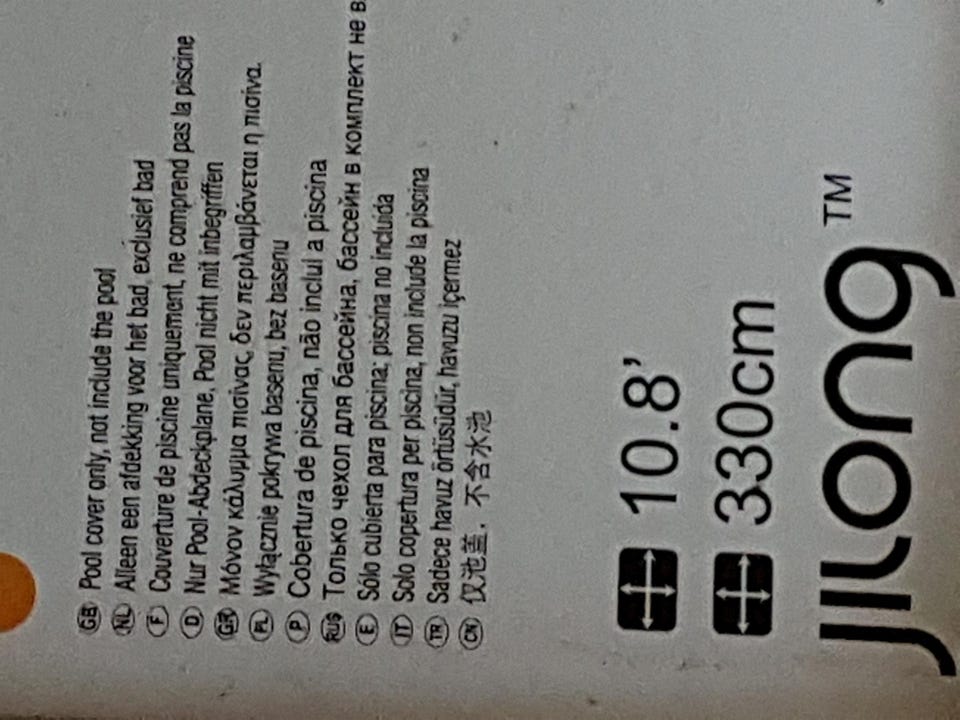 GB Pool cover only, not include the pool
NL Alleen een afdekking voor het bad, exclusief bad
F Couverture de piscine uniquement, ne comprend pas la piscine
D Nur Pool-Abdeckplane, Pool nicht mit inbegriffen
GR Μόνον κάλυμμα πισίνας, δεν περιλαμβάνεται η πισίνα.
PL Wyłącznie pokrywa basenu, bez basenu
P Cobertura de piscina, não inclui a piscina
RUS Только чехол для бассейна, бассейн в комплект не в
E Sólo cubierta para piscina; piscina no incluida
IT Solo copertura per piscina, non include la piscina
TR Sadece havuz örtüsüdür, havuzu içermez
CN 仅池盖，不含水池
10.8'
330cm
JILONG™